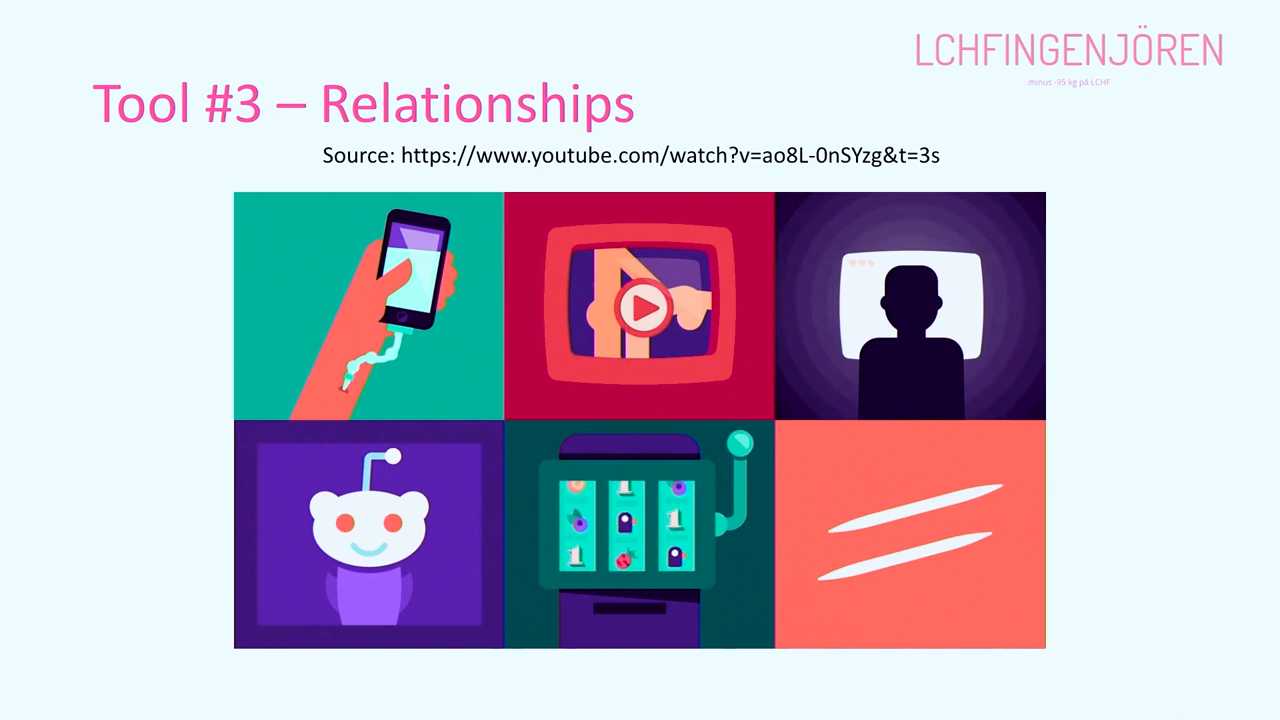 LCHFINGENJÖREN
minus -95 kg på LCHF
Tool #3 – Relationships
Source: https://www.youtube.com/watch?v=ao8L-0nSYzg&t=3s